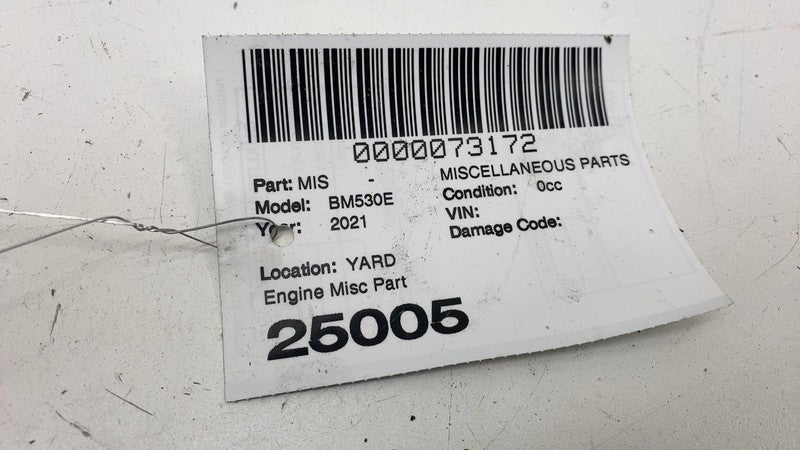 0000073172
Part: MIS - MISCELLANEOUS PARTS
Model: BM530E Condition: 0cc
Year: 2021 VIN:
Damage Code:
Location: YARD
Engine Misc Part
25005